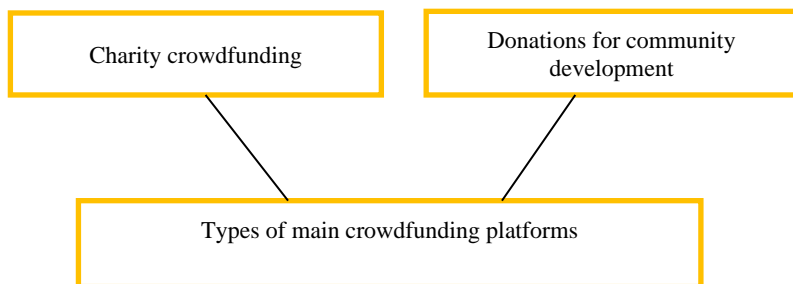 Charity crowdfunding
Donations for community
development
Types of main crowdfunding platforms